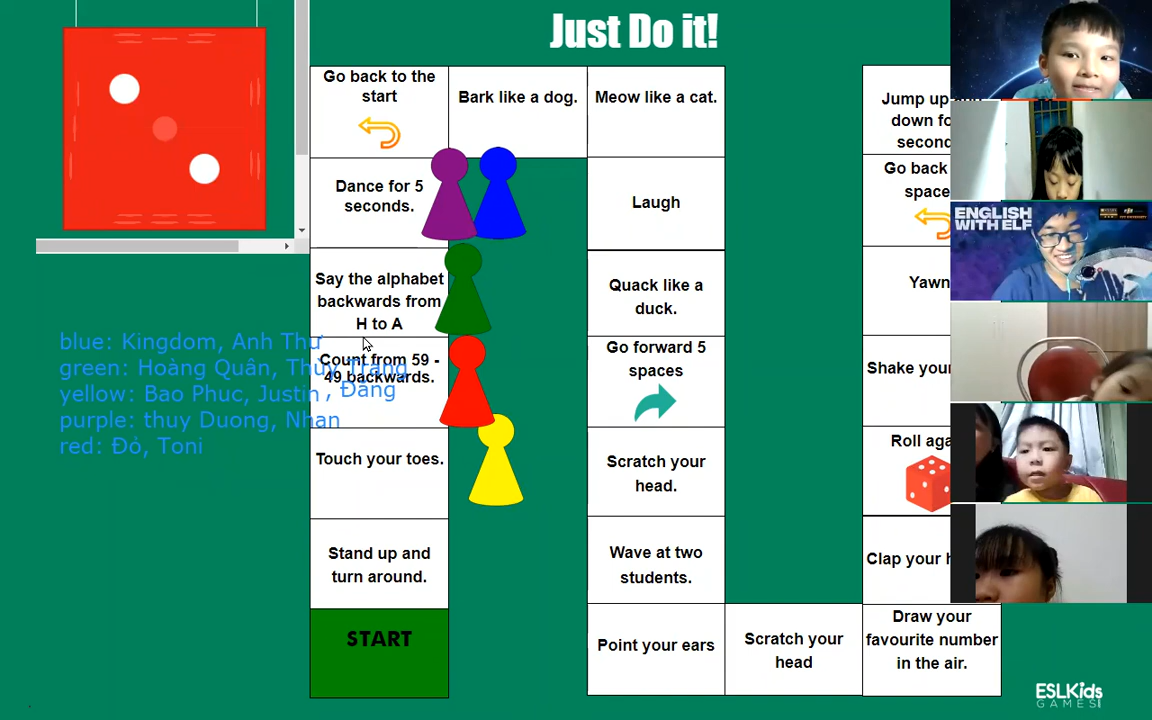 Just Do it!
Go back to the
start
Bark like a dog.
Meow like a cat.
Jump up and
down fo
second
Dance for 5
seconds.
Laugh
Go back
space
ENGLISH
WITH ELF
Say the alphabet
backwards from
H to A
Quack like a
duck.
Yawn
blue: Kingdom, Anh Thư
green: Hoàng Quân, Thùy Trang
yellow: Bao Phuc, Justin , Đăng
purple: thuy Duong, Nhan
red: Đỏ, Toni
Count from 59 -
49 backwards.
Go forward 5
spaces
Shake your
Touch your toes.
Scratch your
head.
Roll aga
Stand up and
turn around.
Wave at two
students.
Clap your h
START
Point your ears
Scratch your
head
Draw your
favourite number
in the air.
ESLKids
GAMES